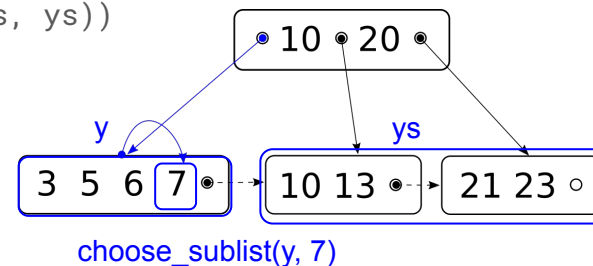 s, ys))
10 20
y ys
3 5 6 7 10 13 21 23
choose_sublist(y, 7)